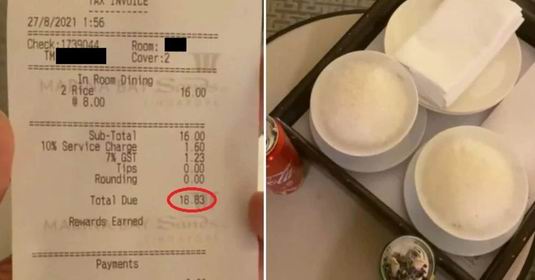 TAX INVOICE
27/8/2021 1:56
Check:1739044 Room:
TM Cover:2
In Room Dining
2 Rice 16.00
@ 8.00
Sub-Total 16.00
10% Service Charge 1.60
7% GST 1.23
Tips 0.00
Rounding 0.00
Total Due 18.83
Rewards Earned
Payments